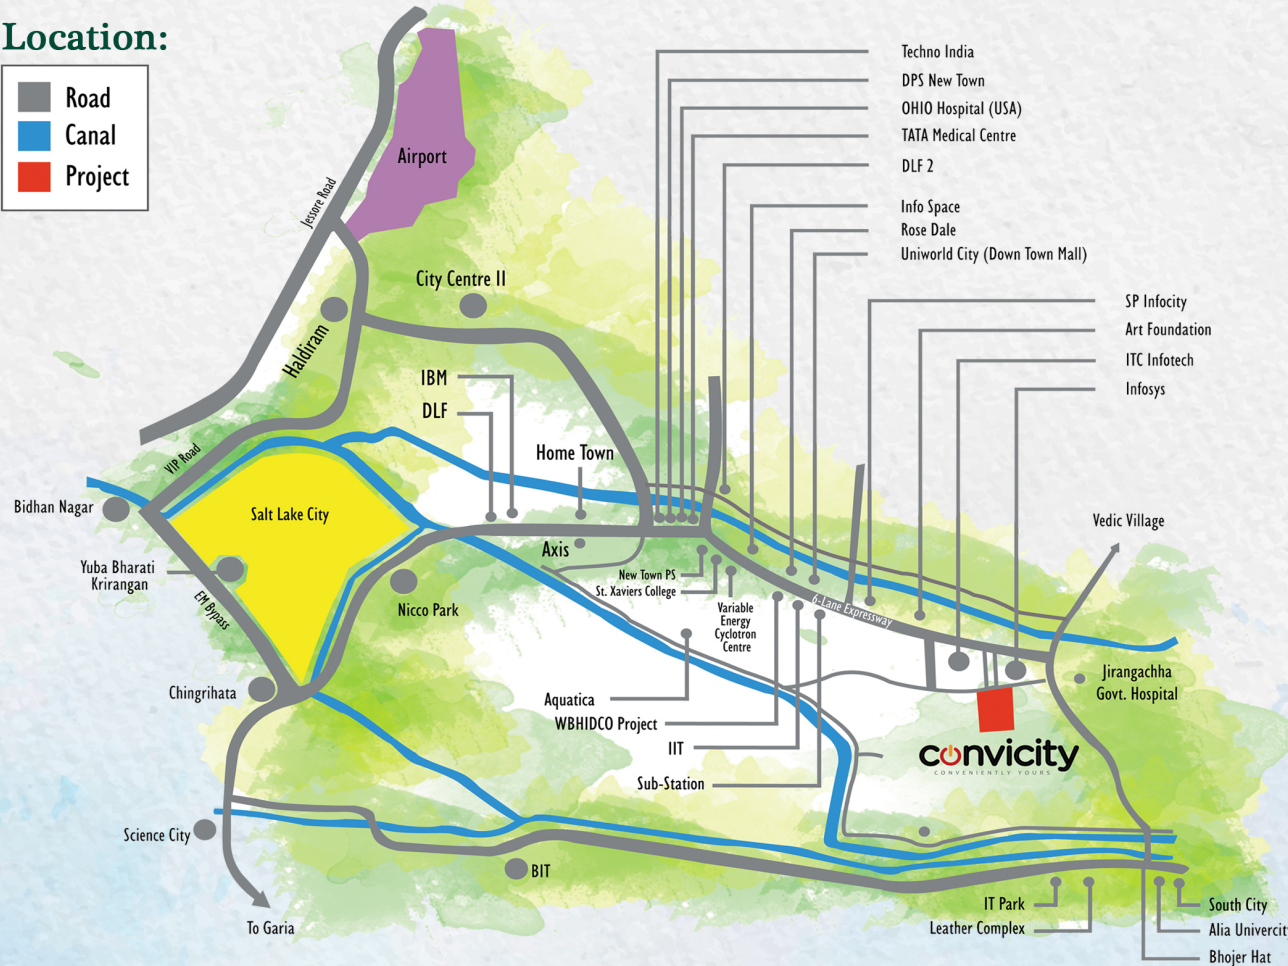 Location:
Road
Canal
Project
Airport
Jessore Road
City Centre II
Haldiram
IBM
DLF
Home Town
VIP Road
Bidhan Nagar
Salt Lake City
Yuba Bharati
Krirangan
EM Bypass
Nicco Park
Axis
Chingrihata
Science City
To Garia
BIT
Techno India
DPS New Town
OHIO Hospital (USA)
TATA Medical Centre
DLF 2
Info Space
Rose Dale
Uniworld City (Down Town Mall)
SP Infocity
Art Foundation
ITC Infotech
Infosys
Vedic Village
New Town PS
St. Xaviers College
Variable
Energy
Cyclotron
Centre
6-Lane Expressway
Aquatica
WBHIDCO Project
IIT
Sub-Station
Jirangachha
Govt. Hospital
convicity
CONVENIENTLY YOURS
IT Park
Leather Complex
South City
Alia Univercit
Bhojer Hat